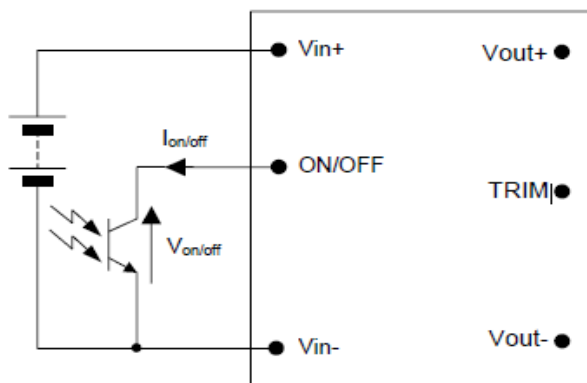 Vin+
Vout+
Ion/off
ON/OFF
TRIM
Von/off
Vin-
Vout-